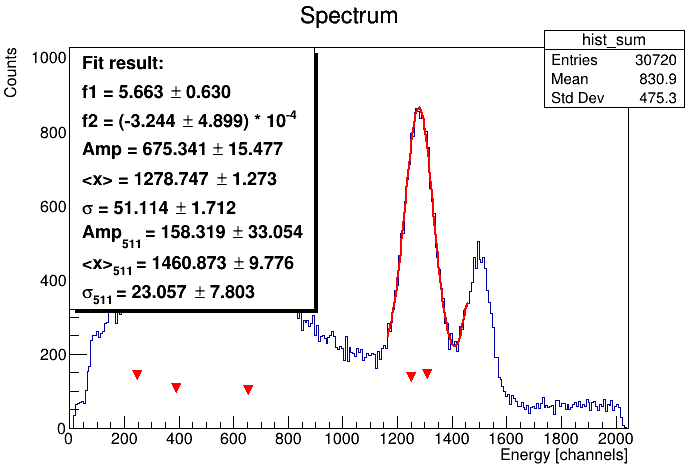 Spectrum
hist_sum
Entries 30720
Mean 830.9
Std Dev 475.3
Counts
1000
800
600
400
200
0
Fit result:
f1 = 5.663 ± 0.630
f2 = (-3.244 ± 4.899) * 10⁻⁴
Amp = 675.341 ± 15.477
<x> = 1278.747 ± 1.273
σ = 51.114 ± 1.712
Amp₅₁₁ = 158.319 ± 33.054
<x>₅₁₁ = 1460.873 ± 9.776
σ₅₁₁ = 23.057 ± 7.803
0 200 400 600 800 1000 1200 1400 1600 1800 2000
Energy [channels]